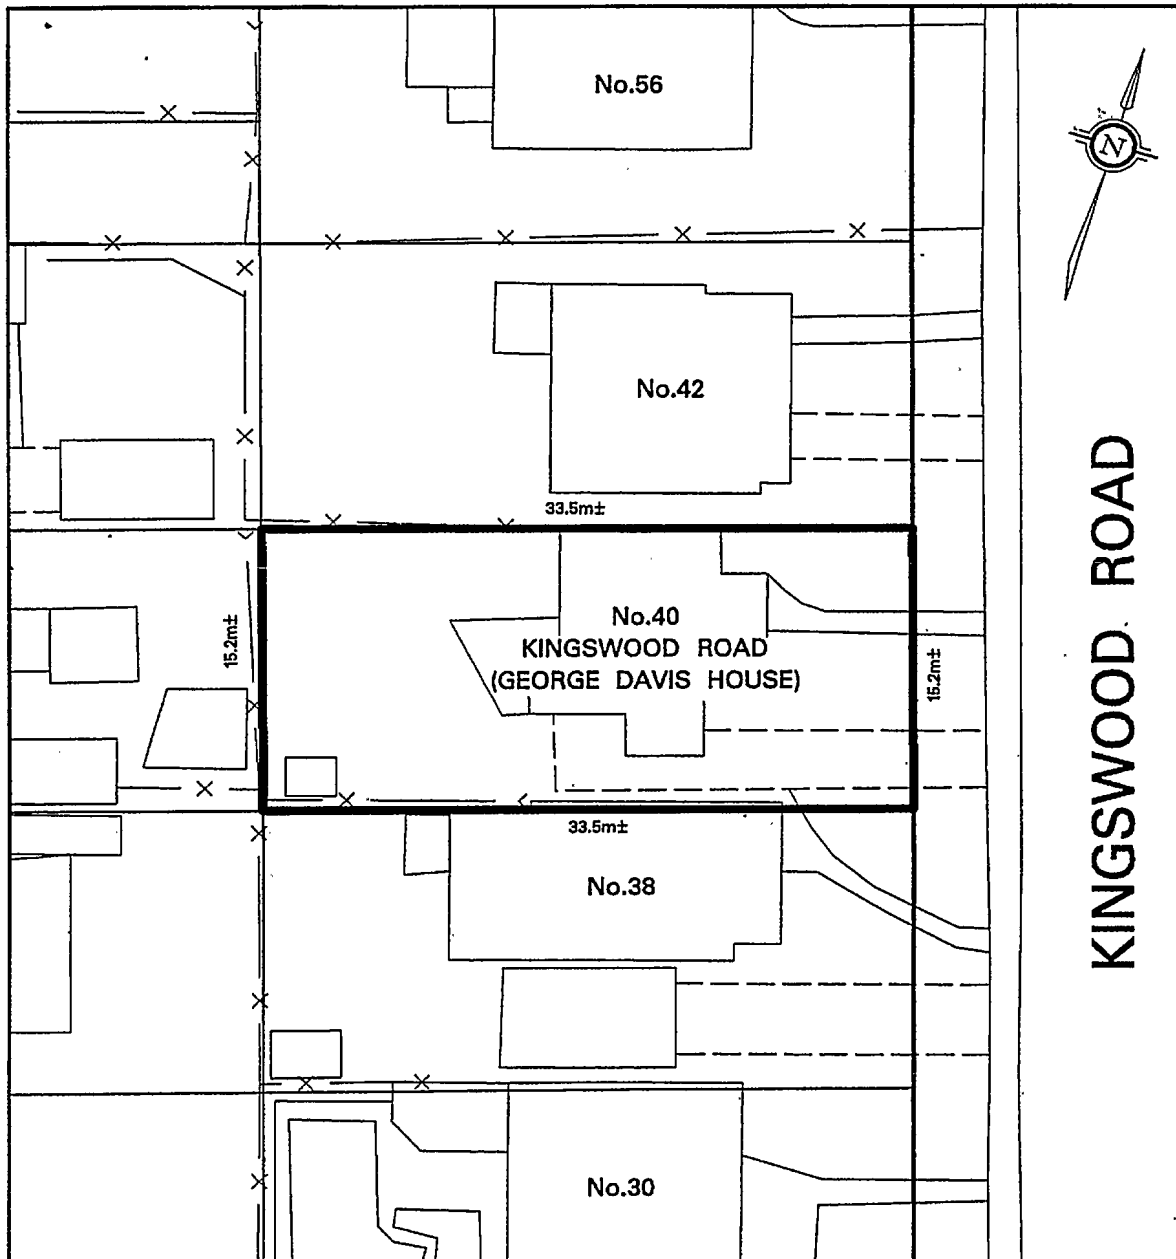 No.56
N
No.42
33.5m±
15.2m±
No.40
KINGSWOOD ROAD
(GEORGE DAVIS HOUSE)
15.2m±
33.5m±
No.38
No.30
KINGSWOOD ROAD